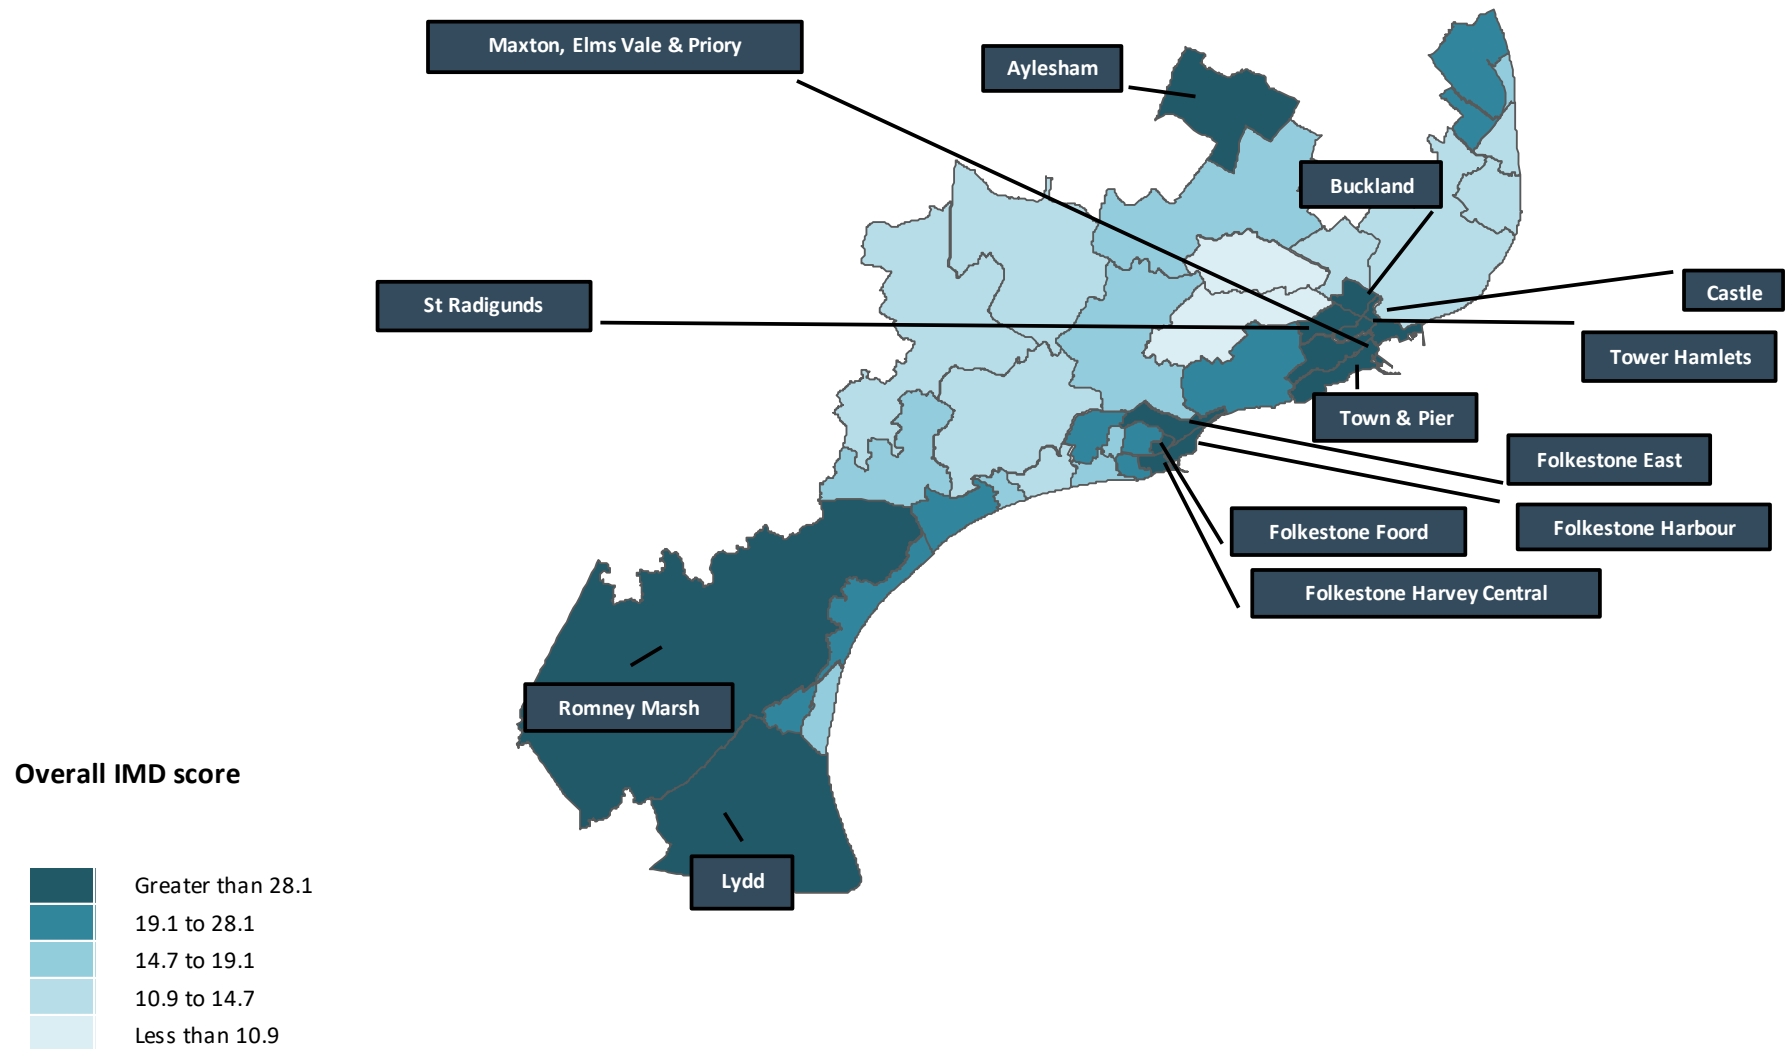 Maxton, Elms Vale & Priory
Aylesham
Buckland
St Radigunds
Castle
Tower Hamlets
Town & Pier
Folkestone East
Folkestone Foord
Folkestone Harbour
Folkestone Harvey Central
Romney Marsh
Lydd
Overall IMD score
Greater than 28.1
19.1 to 28.1
14.7 to 19.1
10.9 to 14.7
Less than 10.9